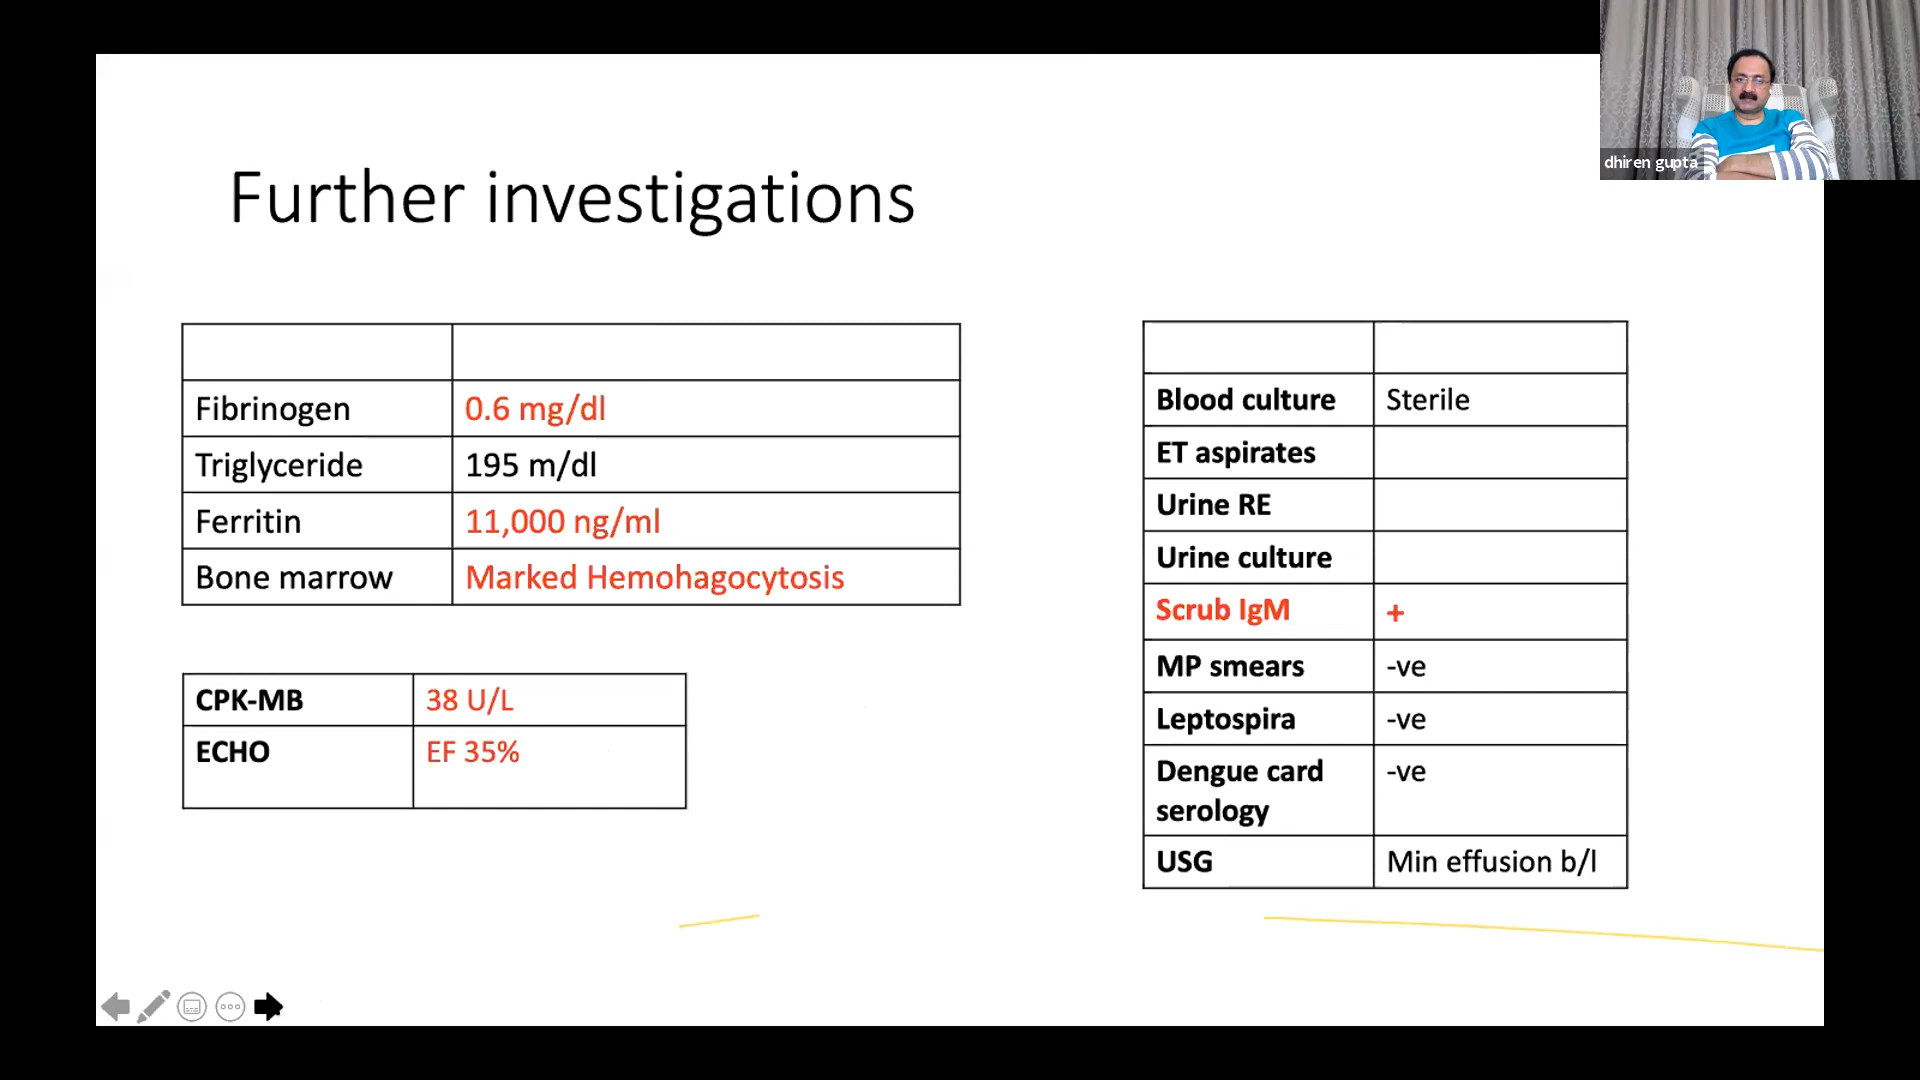 dhiren gupta
Further investigations
Fibrinogen 0.6 mg/dl
Triglyceride 195 m/dl
Ferritin 11,000 ng/ml
Bone marrow Marked Hemohagocytosis
CPK-MB 38 U/L
ECHO EF 35%
Blood culture Sterile
ET aspirates
Urine RE
Urine culture
Scrub IgM +
MP smears -ve
Leptospira -ve
Dengue card -ve
serology
USG Min effusion b/l